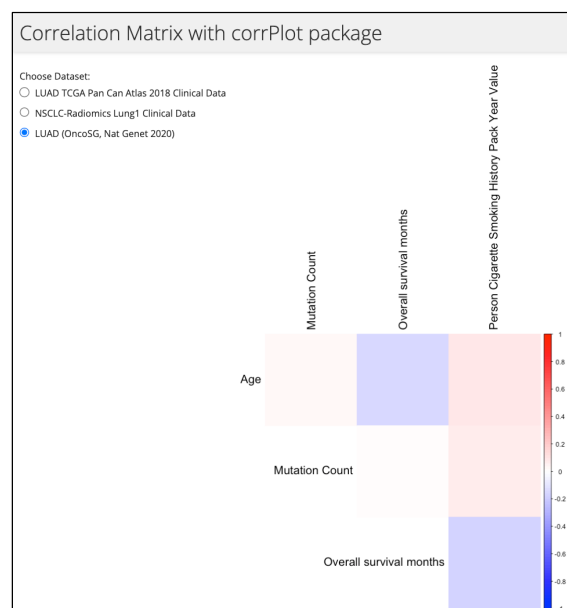 Correlation Matrix with corrPlot package
Choose Dataset:
LUAD TCGA Pan Can Atlas 2018 Clinical Data
NSCLC-Radiomics Lung1 Clinical Data
LUAD (OncoSG, Nat Genet 2020)
Mutation Count
Overall survival months
Person Cigarette Smoking History Pack Year Value
Age
Mutation Count
Overall survival months
1
0.8
0.6
0.4
0.2
0
-0.2
-0.4
-0.6
-0.8